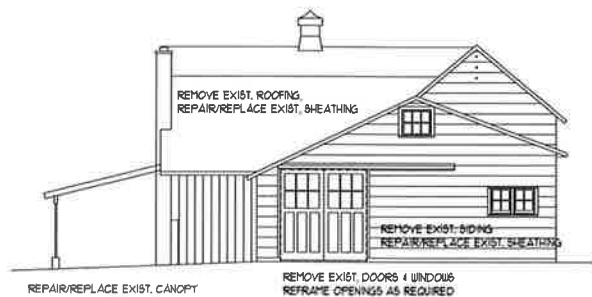 REMOVE EXIST. ROOFING,
REPAIR/REPLACE EXIST. SHEATHING
REMOVE EXIST. SIDING
REPAIR/REPLACE EXIST. SHEATHING
REPAIR/REPLACE EXIST. CANOPY
REMOVE EXIST. DOORS & WINDOWS
REFRAME OPENINGS AS REQUIRED